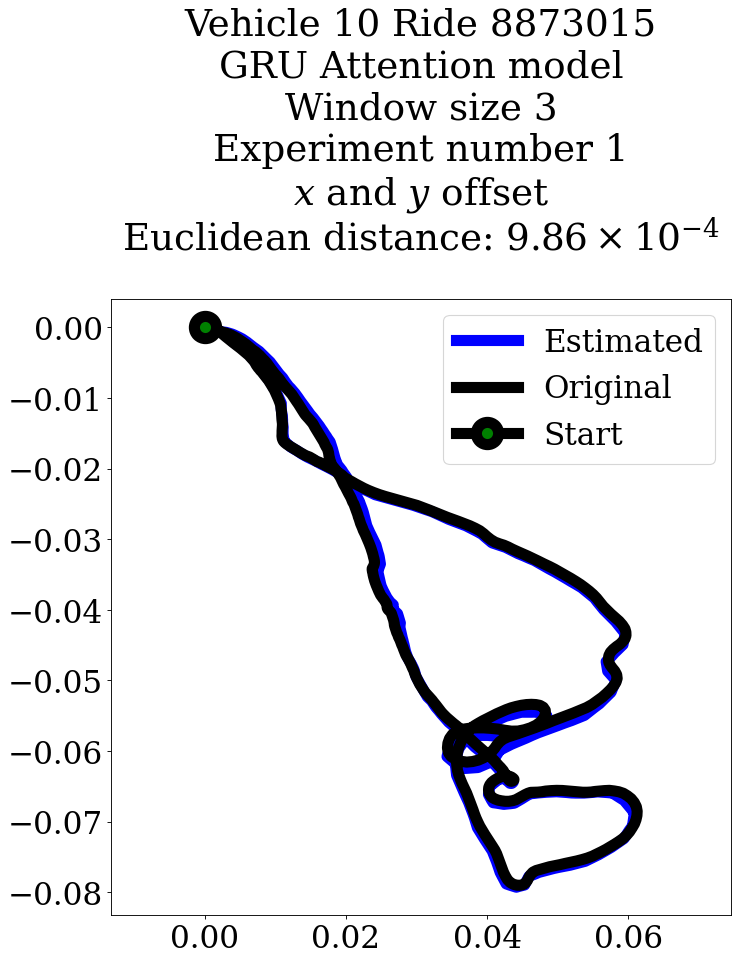 Vehicle 10 Ride 8873015
GRU Attention model
Window size 3
Experiment number 1
x and y offset
Euclidean distance: 9.86 × 10⁻⁴
Estimated
Original
Start
0.00
−0.01
−0.02
−0.03
−0.04
−0.05
−0.06
−0.07
−0.08
0.00 0.02 0.04 0.06